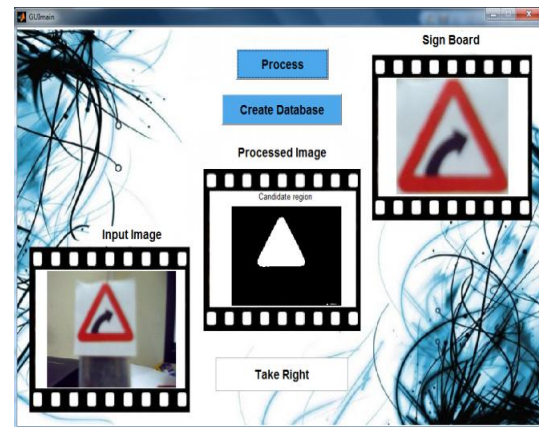 GUImain
Sign Board
Process
Create Database
Processed Image
Candidate region
Input Image
Take Right